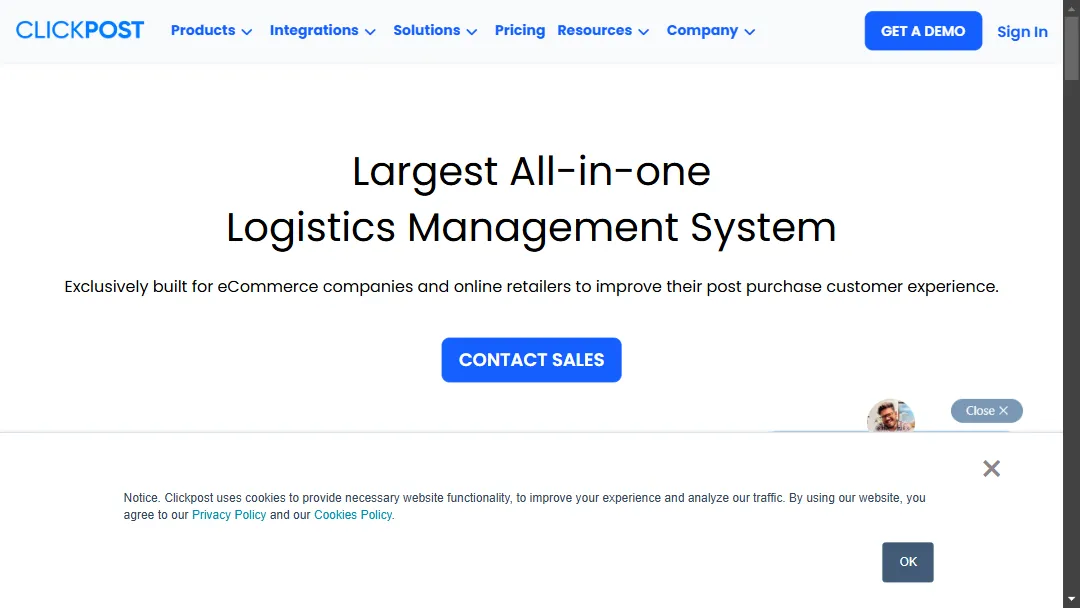 CLICKPOST Products Integrations Solutions Pricing Resources Company GET A DEMO Sign In
Largest All-in-one
Logistics Management System
Exclusively built for eCommerce companies and online retailers to improve their post purchase customer experience.
CONTACT SALES
Close
Notice. Clickpost uses cookies to provide necessary website functionality, to improve your experience and analyze our traffic. By using our website, you
agree to our Privacy Policy and our Cookies Policy.
OK